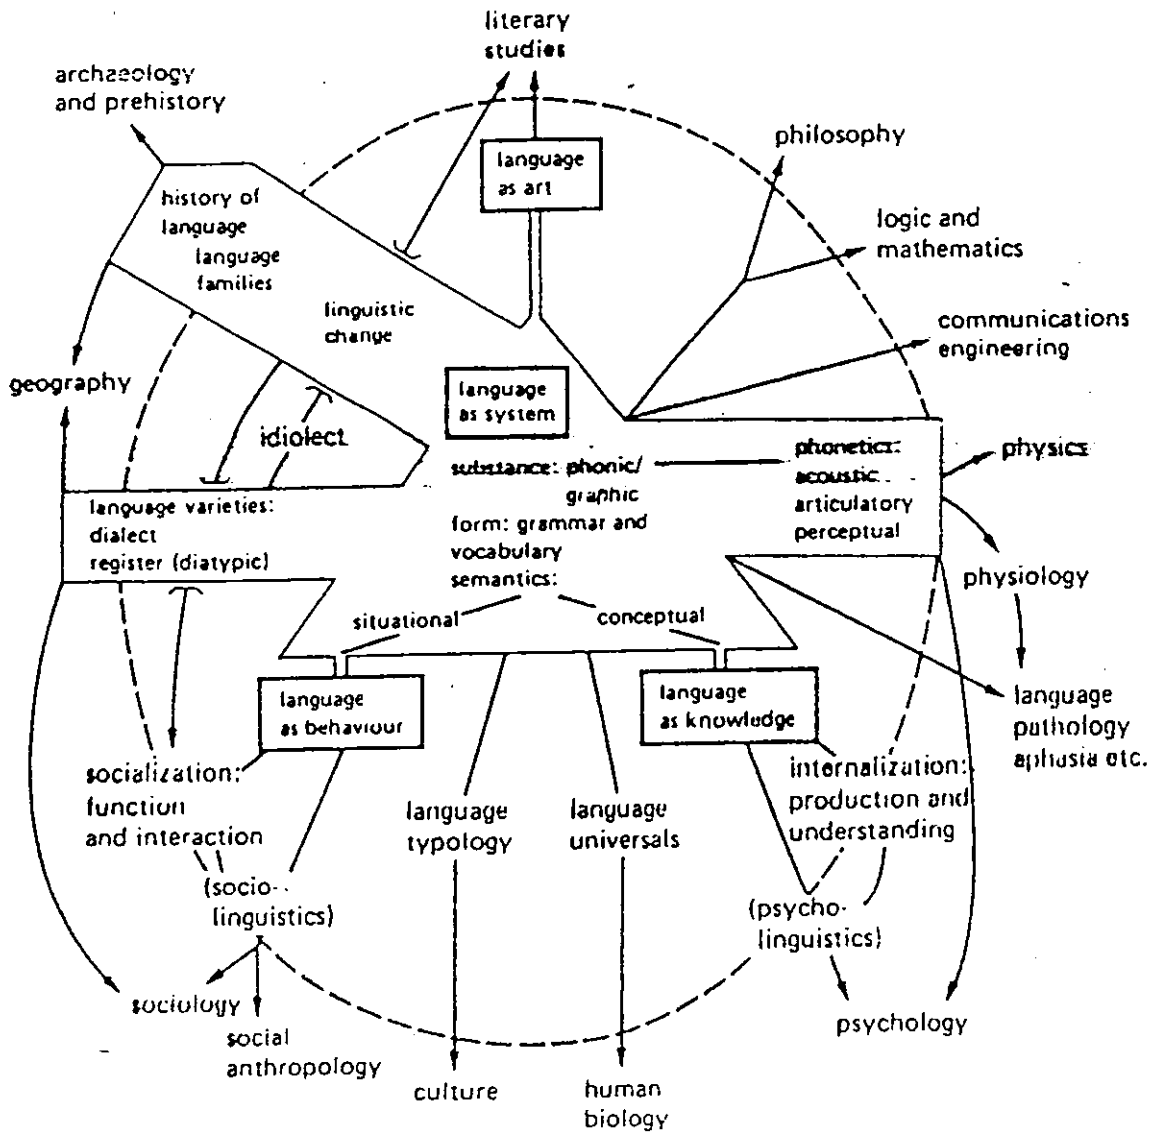 literary
studies
archaeology
and prehistory
language
as art
philosophy
history of
language
language
families
logic and
mathematics
linguistic
change
communications
engineering
geography
language
as system
idiolect
substance: phonic/
graphic
phonetics:
acoustic
articulatory
perceptual
physics
language varieties:
dialect
register (diatypic)
form: grammar and
vocabulary
semantics:
physiology
situational
conceptual
language
as behaviour
language
as knowledge
language
pathology
aphasia etc.
socialization:
function
and interaction
language
typology
language
universals
internalization:
production and
understanding
(socio-
linguistics)
(psycho-
linguistics)
sociology
social
anthropology
culture
human
biology
psychology